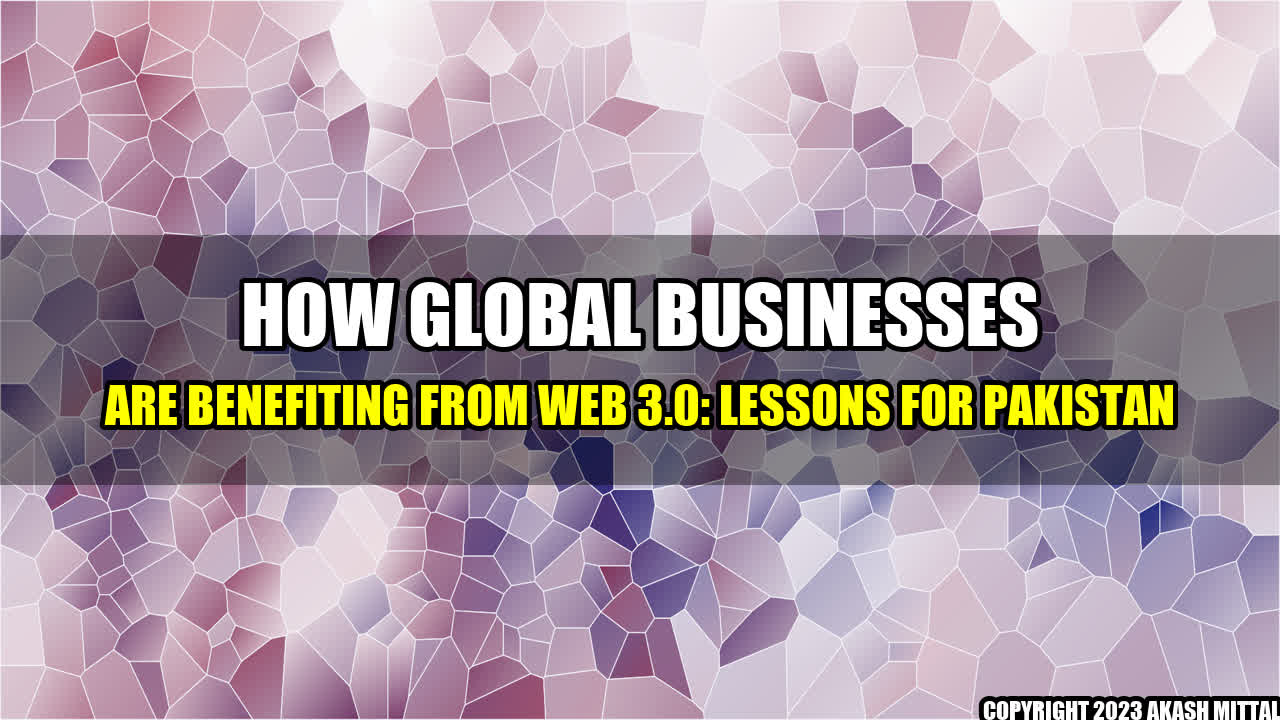 HOW GLOBAL BUSINESSES
ARE BENEFITING FROM WEB 3.0: LESSONS FOR PAKISTAN
COPYRIGHT 2023 AKASH MITTAL